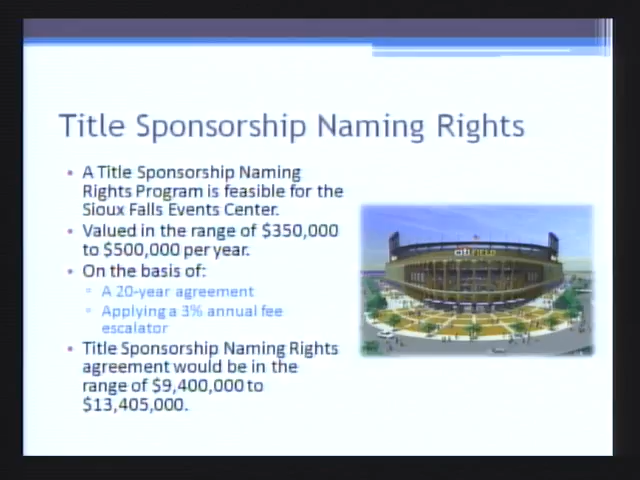 Title Sponsorship Naming Rights
• A Title Sponsorship Naming
Rights Program is feasible for the
Sioux Falls Events Center.
• Valued in the range of $350,000
to $500,000 per year.
• On the basis of:
▫ A 20-year agreement
▫ Applying a 3% annual fee
escalator
• Title Sponsorship Naming Rights
agreement would be in the
range of $9,400,000 to
$13,405,000.
citi FIELD